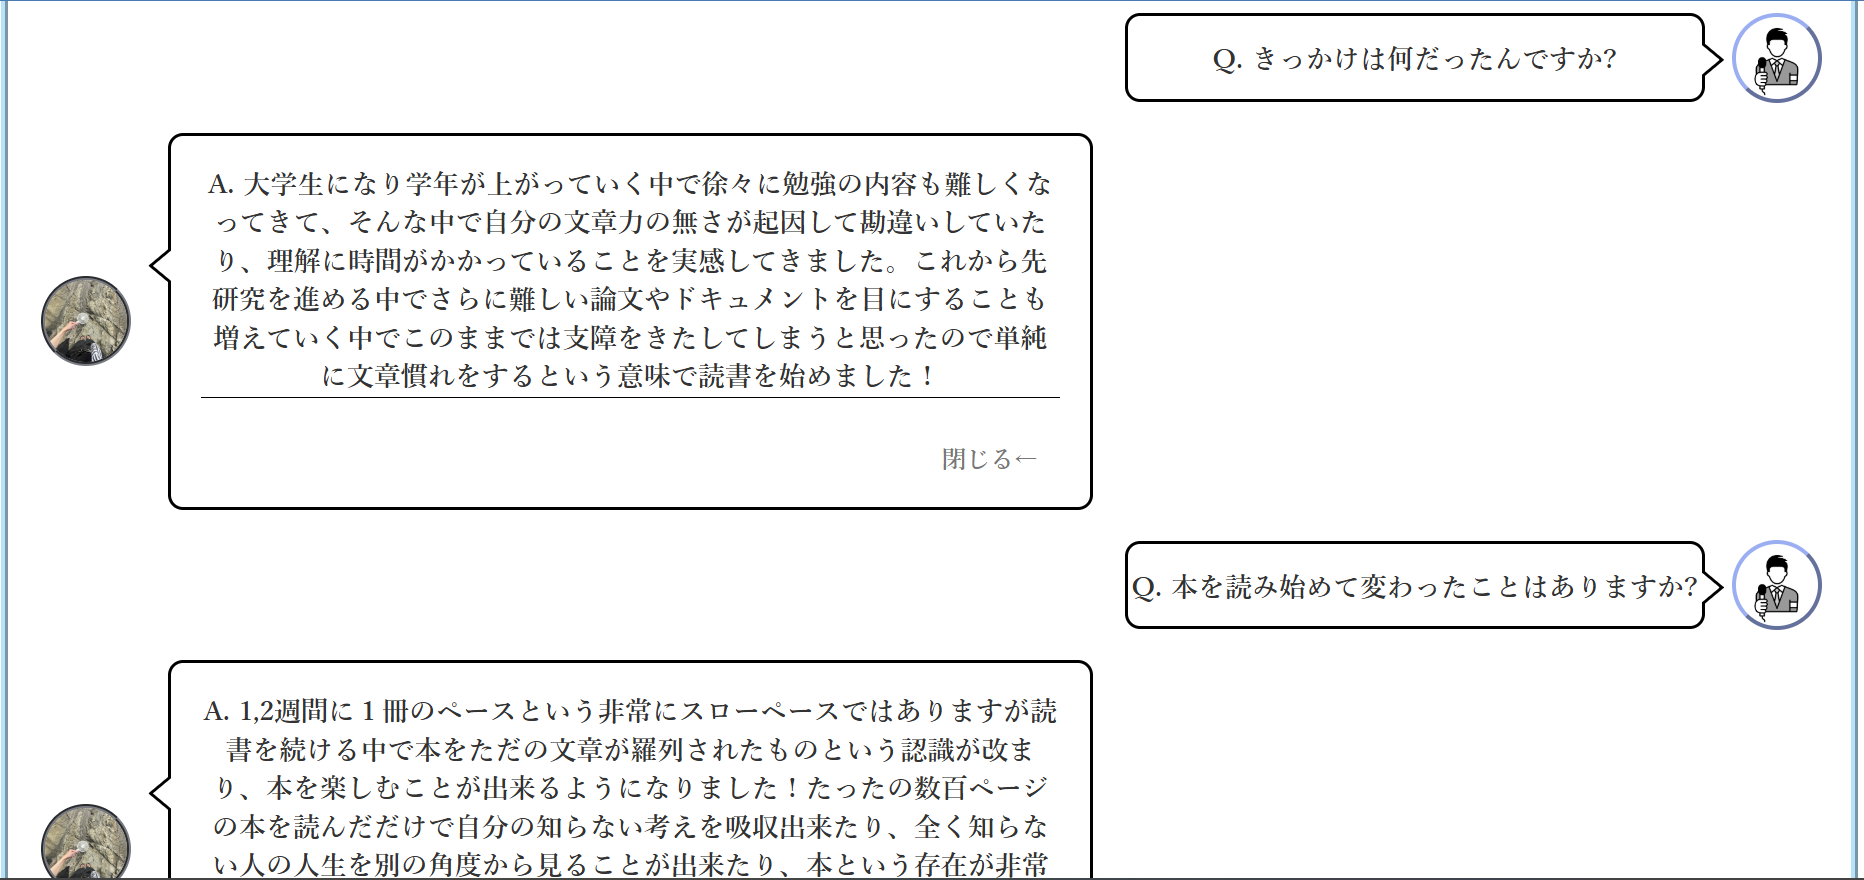 Q. きっかけは何だったんですか?
A. 大学生になり学年が上がっていく中で徐々に勉強の内容も難しくな
ってきて、そんな中で自分の文章力の無さが起因して勘違いしていた
り、理解に時間がかかっていることを実感してきました。これから先
研究を進める中でさらに難しい論文やドキュメントを目にすることも
増えていく中でこのままでは支障をきたしてしまうと思ったので単純
に文章慣れをするという意味で読書を始めました！
閉じる←
Q. 本を読み始めて変わったことはありますか?
A. 1,2週間に１冊のペースという非常にスローペースではありますが読
書を続ける中で本をただの文章が羅列されたものという認識が改ま
り、本を楽しむことが出来るようになりました！たったの数百ページ
の本を読んだだけで自分の知らない考えを吸収出来たり、全く知らな
い人の人生を別の角度から見ることが出来たり、本という存在が非常